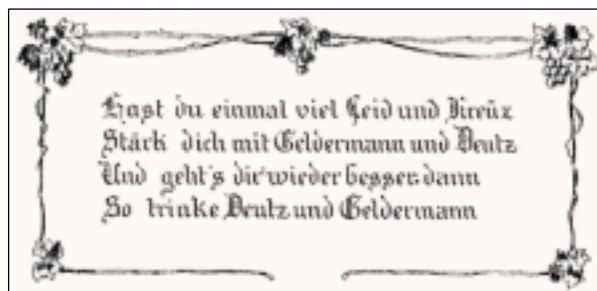 Hast du einmal viel Leid und Kreuz
Stärk dich mit Geldermann und Deutz
Und geht's dir wieder besser dann
So trinke Deutz und Geldermann